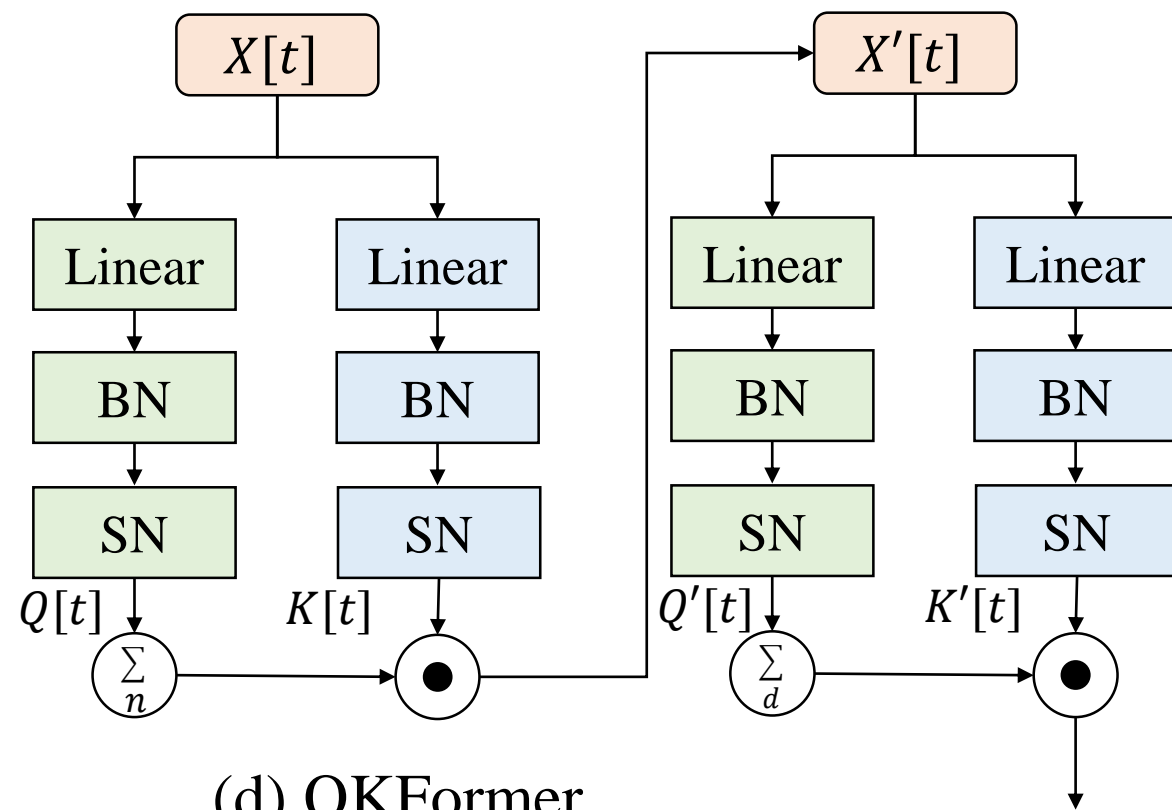 X[t]
X′[t]
Linear
Linear
Linear
Linear
BN
BN
BN
BN
SN
SN
SN
SN
Q[t]
K[t]
Q′[t]
K′[t]
∑
n
∑
d
(d) QKFormer